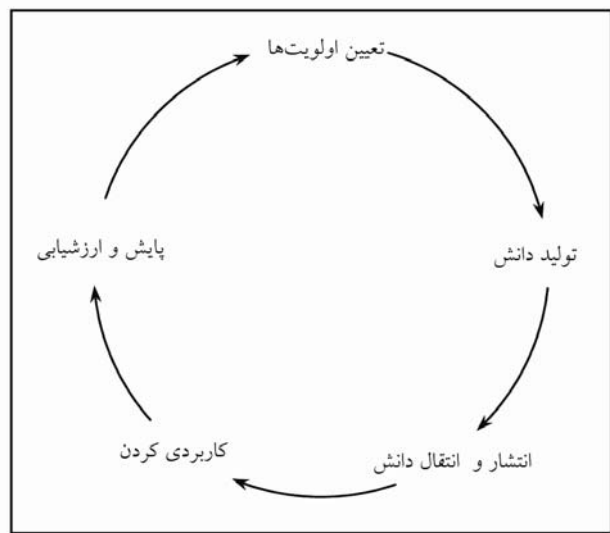 تعیین اولویت‌ها
تولید دانش
انتشار و انتقال دانش
کاربردی کردن
پایش و ارزشیابی